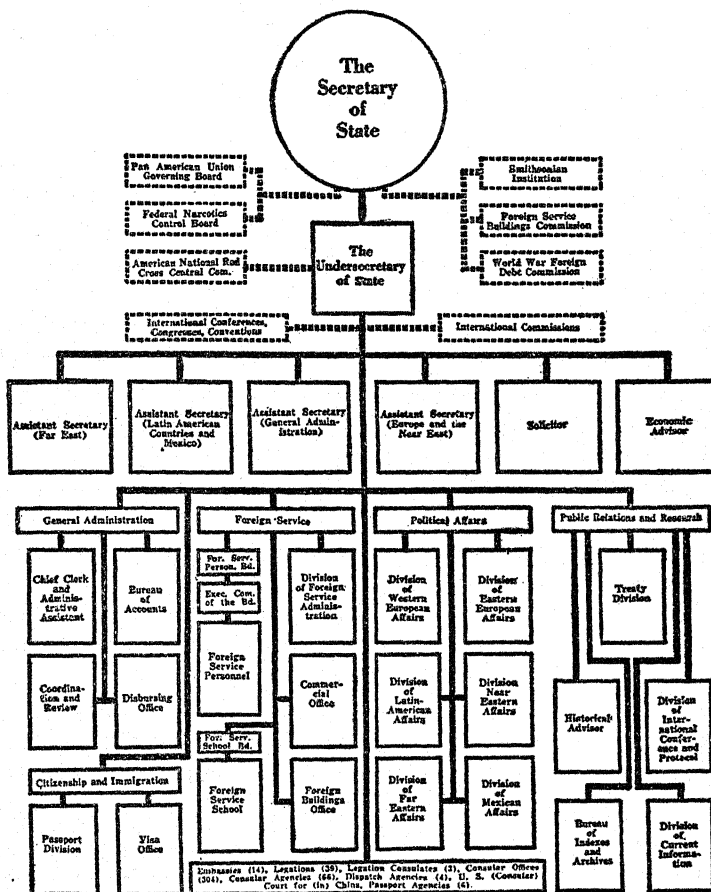 The
Secretary
of
State
Pan American Union
Governing Board
Smithsonian
Institution
Federal Narcotics
Control Board
Foreign Service
Buildings Commission
American National Red
Cross Central Com.
The
Undersecretary
of State
World War Foreign
Debt Commission
International Conferences,
Congresses, Conventions
International Commissions
Assistant Secretary
(Far East)
Assistant Secretary
(Latin American
Countries and
Mexico)
Assistant Secretary
(General Admin-
istration)
Assistant Secretary
(Europe and the
Near East)
Solicitor
Economic
Advisor
General Administration
Foreign Service
Political Affairs
Public Relations and Research
Chief Clerk
and
Adminis-
trative
Assistant
Bureau
of
Accounts
For. Serv.
Person. Bd.
Exec. Com.
of the Bd.
Division
of Foreign
Service
Adminis-
tration
Division
of
Western
European
Affairs
Division
of
Eastern
European
Affairs
Treaty
Division
Coordina-
tion and
Review
Disbursing
Office
Foreign
Service
Personnel
Commer-
cial
Office
Division
of
Latin-
American
Affairs
Division
Near
Eastern
Affairs
Historical
Advisor
Division
of Inter-
national
Confer-
ence and
Protocol
For. Serv.
School Bd.
Citizenship and Immigration
Passport
Division
Visa
Office
Foreign
Service
School
Foreign
Buildings
Office
Division
of
Far
Eastern
Affairs
Division
of
Mexican
Affairs
Bureau
of
Indexes
and
Archives
Division
of
Current
Informa-
tion
Embassies (14), Legations (39), Legation Consulates (3), Consular Offices
(304), Consular Agencies (66), Dispatch Agencies (4), U. S. (Consular)
Court for (in) China, Passport Agencies (6).